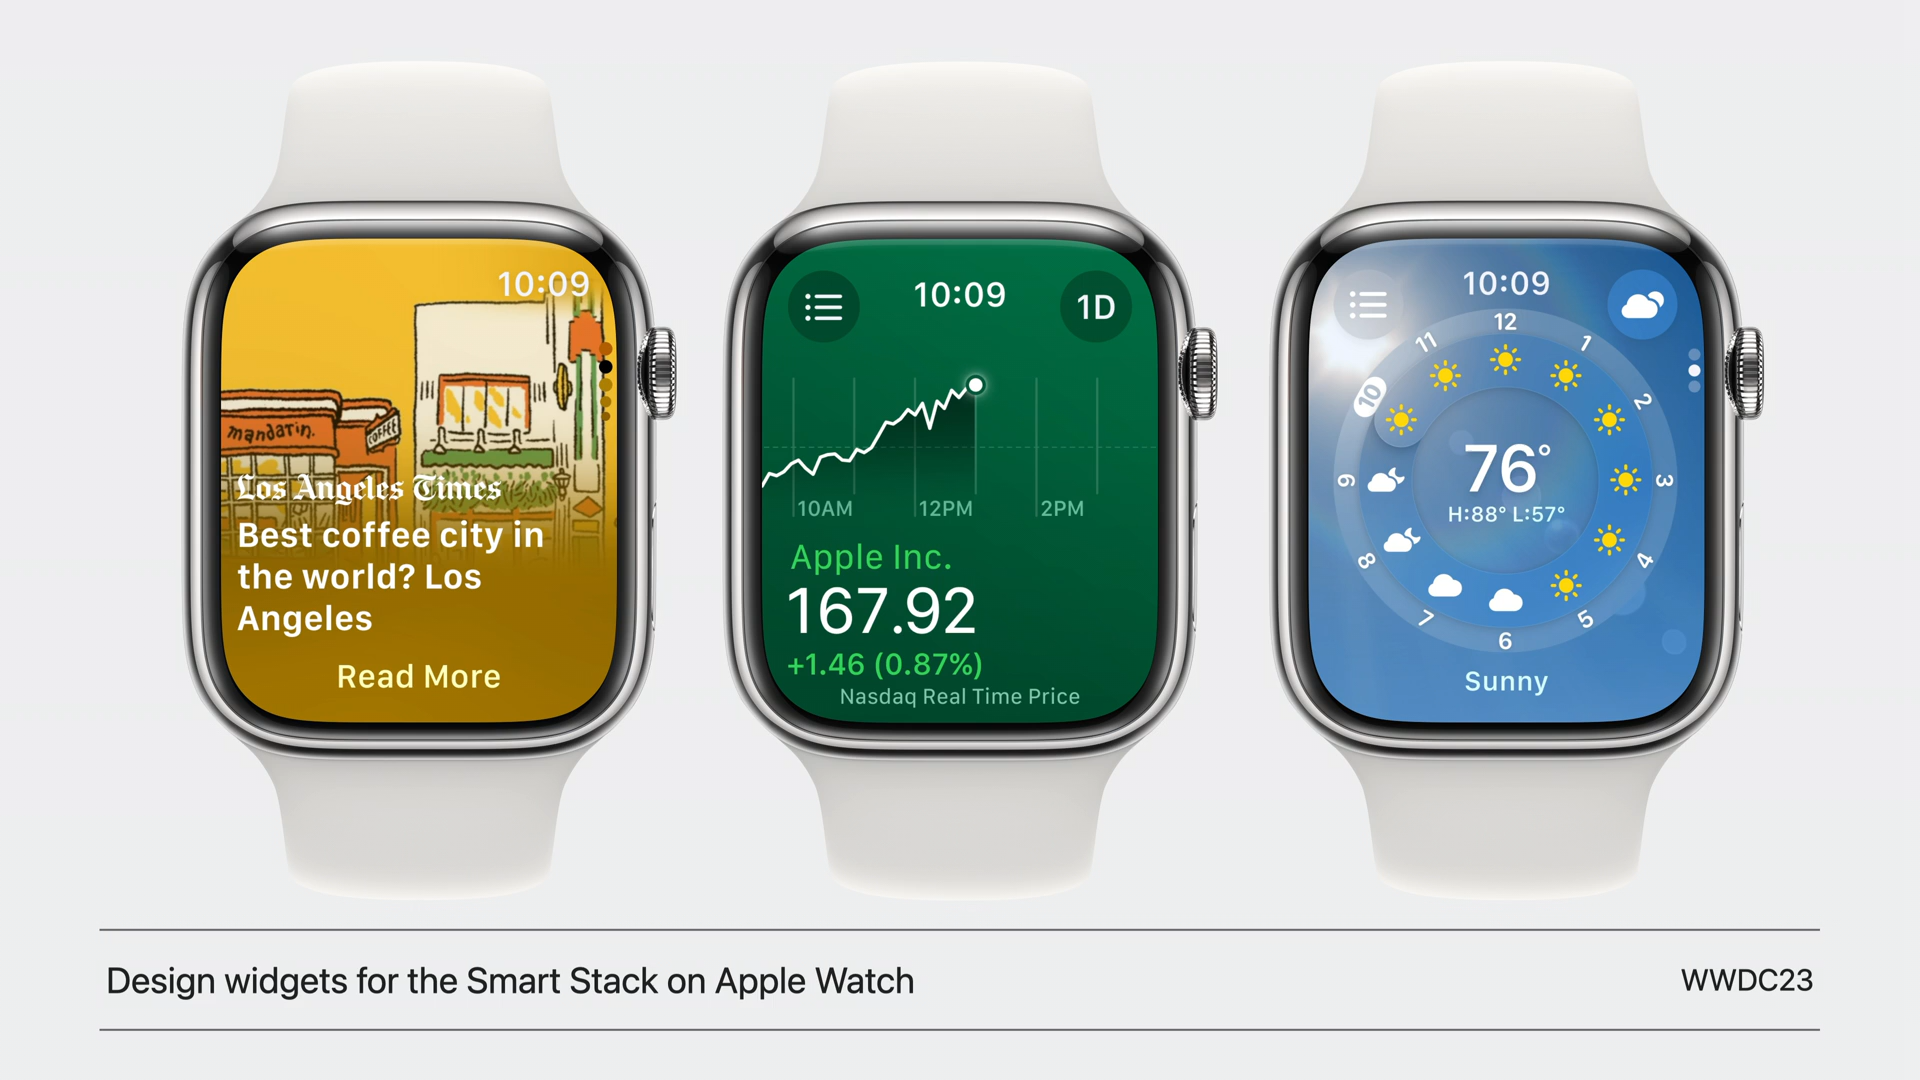 10:09
mandarin.
COFFEE
Los Angeles Times
Best coffee city in
the world? Los
Angeles
Read More
10:09
1D
10AM 12PM 2PM
Apple Inc.
167.92
+1.46 (0.87%)
Nasdaq Real Time Price
10:09
12
1
2
3
4
5
6
7
8
9
10
11
76°
H:88° L:57°
Sunny
Design widgets for the Smart Stack on Apple Watch
WWDC23